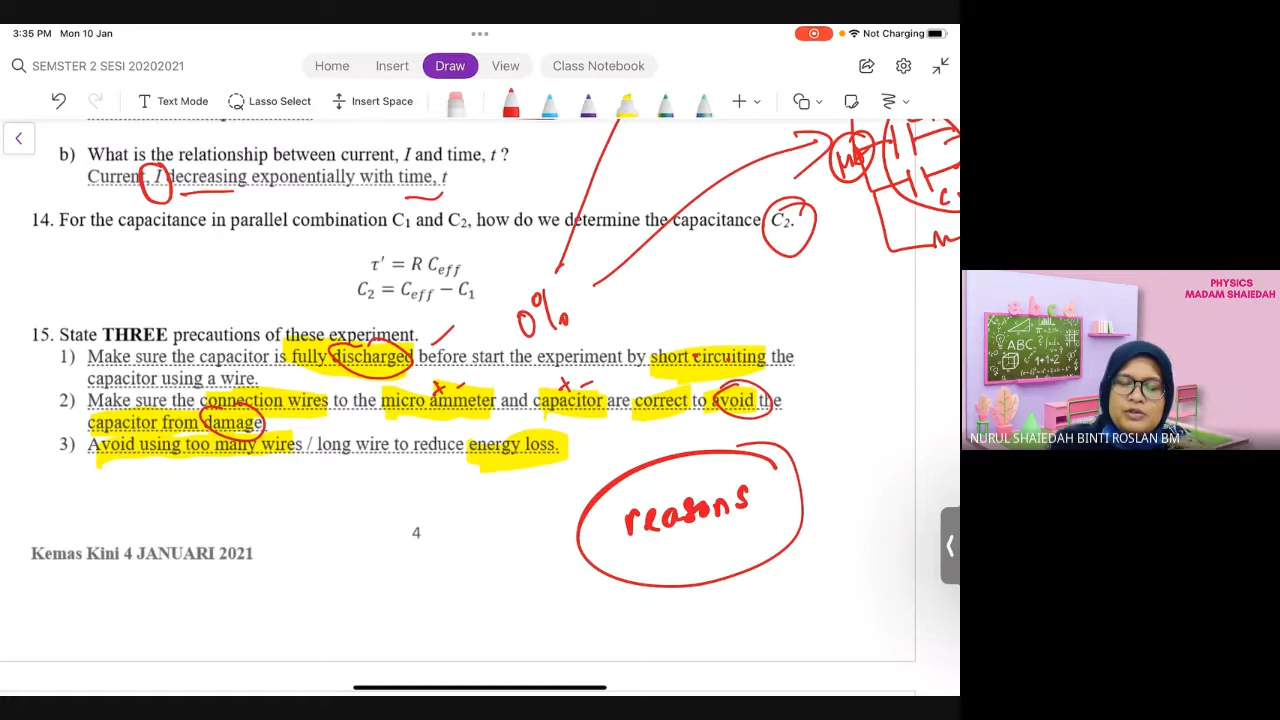 3:35 PM Mon 10 Jan
Not Charging
SEMSTER 2 SESI 20202021
Home Insert Draw View Class Notebook
Text Mode Lasso Select Insert Space
b) What is the relationship between current, I and time, t ?
Current, I decreasing exponentially with time, t
14. For the capacitance in parallel combination C₁ and C₂, how do we determine the capacitance C₂.
τ' = R Ceff
C₂ = Ceff − C₁
0%
15. State THREE precautions of these experiment.
1) Make sure the capacitor is fully discharged before start the experiment by short circuiting the
capacitor using a wire.
+ - + -
2) Make sure the connection wires to the micro ammeter and capacitor are correct to avoid the
capacitor from damage.
3) Avoid using too many wires / long wire to reduce energy loss.
reasons
4
Kemas Kini 4 JANUARI 2021
PHYSICS
MADAM SHAIEDAH
a b c d
ABC,
NURUL SHAIEDAH BINTI ROSLAN BM